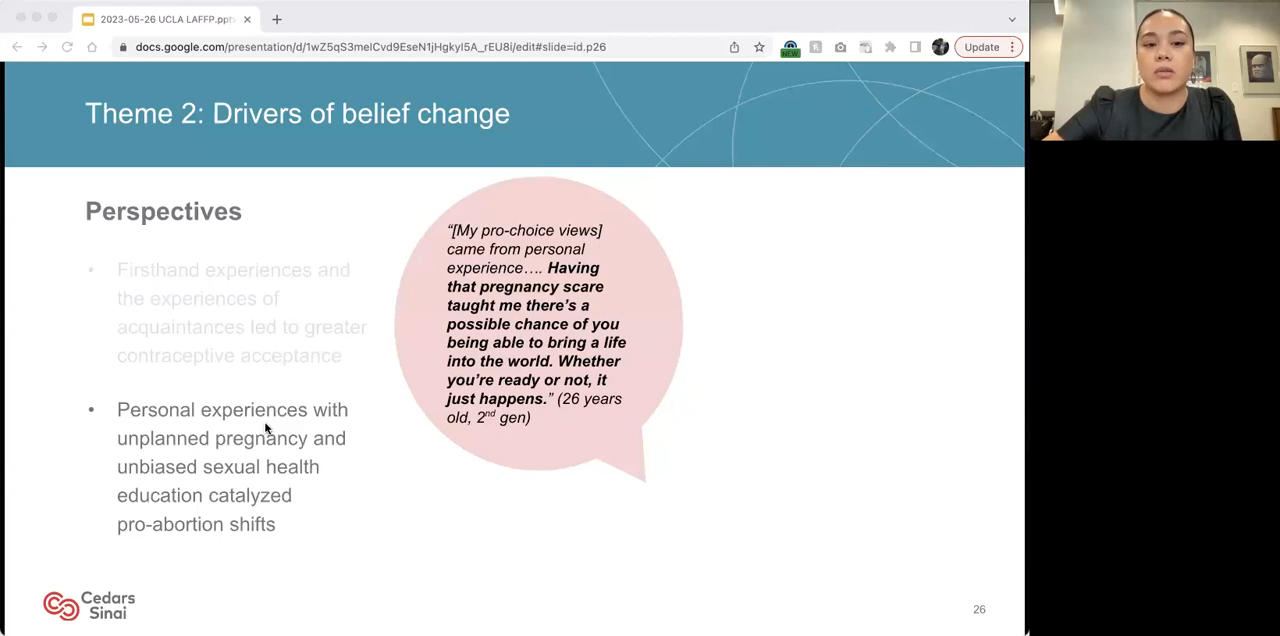 2023-05-26 UCLA LAFFP.ppt
docs.google.com/presentation/d/1wZ5qS3melCvd9EseN1jHgkyI5A_rEU8i/edit#slide=id.p26
NEW
Update
Theme 2: Drivers of belief change
Perspectives
• Firsthand experiences and
the experiences of
acquaintances led to greater
contraceptive acceptance
• Personal experiences with
unplanned pregnancy and
unbiased sexual health
education catalyzed
pro-abortion shifts
“[My pro-choice views]
came from personal
experience…. Having
that pregnancy scare
taught me there’s a
possible chance of you
being able to bring a life
into the world. Whether
you’re ready or not, it
just happens.” (26 years
old, 2nd gen)
Cedars
Sinai
26